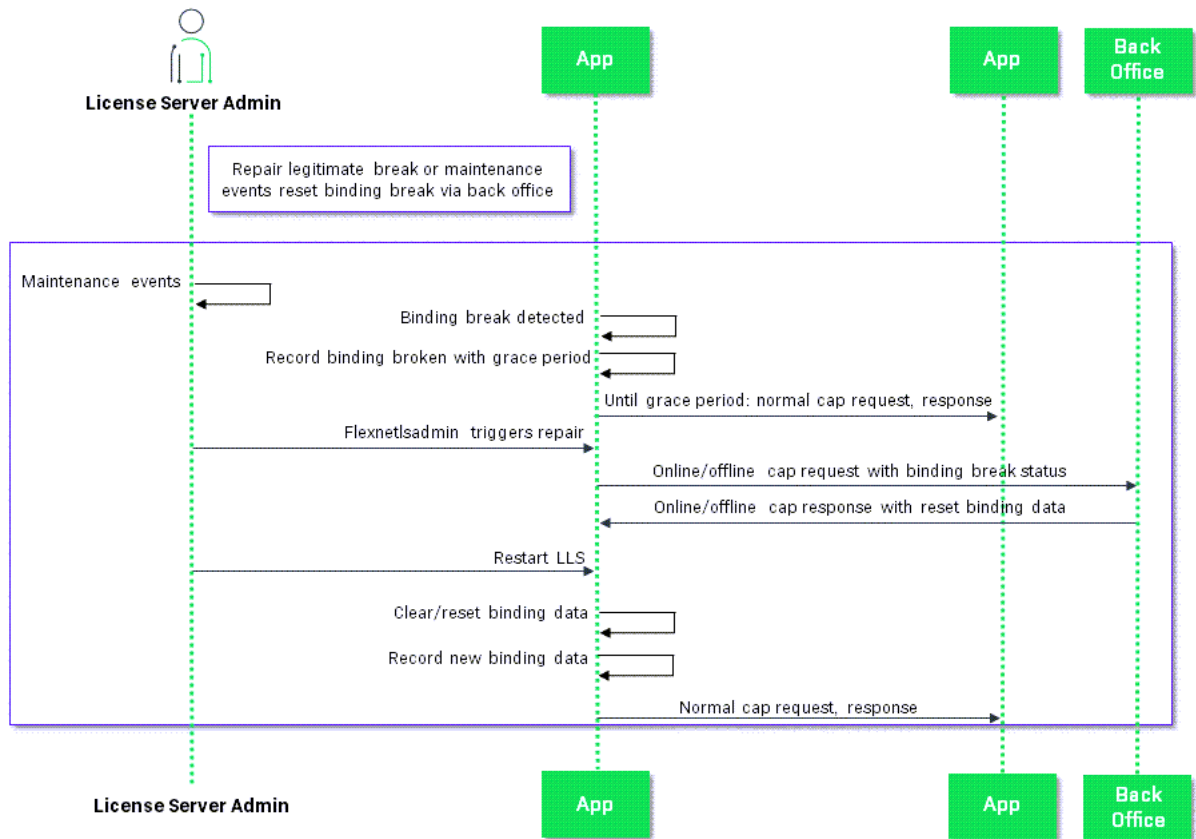 License Server Admin
App
App
Back
Office
Repair legitimate break or maintenance
events reset binding break via back office
Maintenance events
Binding break detected
Record binding broken with grace period
Until grace period: normal cap request, response
Flexnetlsadmin triggers repair
Online/offline cap request with binding break status
Online/offline cap response with reset binding data
Restart LLS
Clear/reset binding data
Record new binding data
Normal cap request, response
License Server Admin
App
App
Back
Office